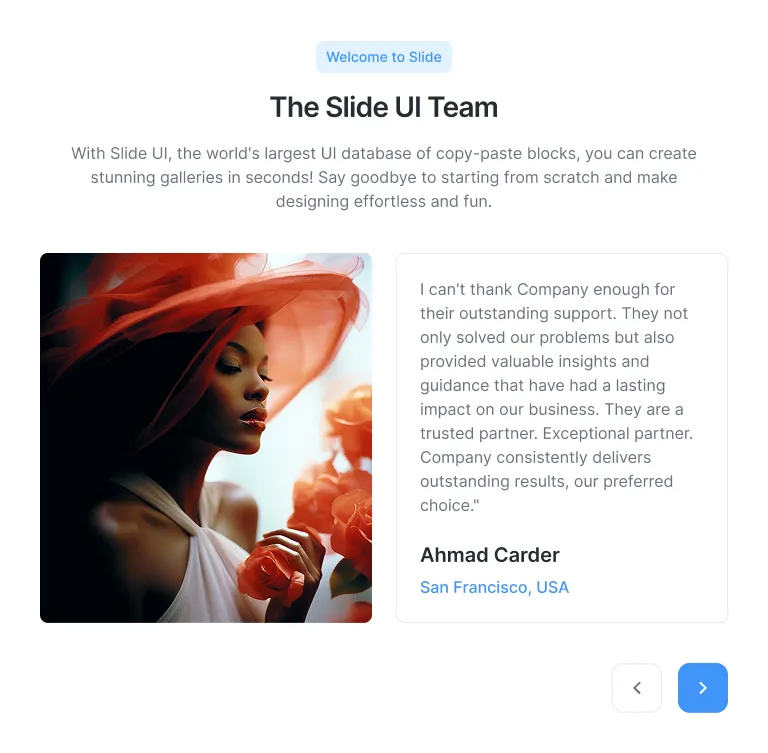 Welcome to Slide
The Slide UI Team
With Slide UI, the world's largest UI database of copy-paste blocks, you can create
stunning galleries in seconds! Say goodbye to starting from scratch and make
designing effortless and fun.
I can't thank Company enough for
their outstanding support. They not
only solved our problems but also
provided valuable insights and
guidance that have had a lasting
impact on our business. They are a
trusted partner. Exceptional partner.
Company consistently delivers
outstanding results, our preferred
choice."
Ahmad Carder
San Francisco, USA